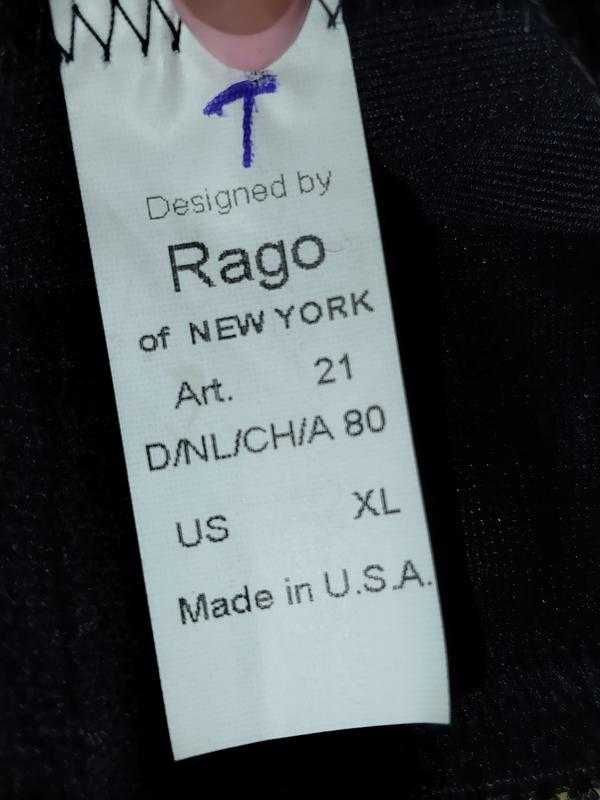 T
Designed by
Rago
of NEW YORK
Art. 21
D/NL/CH/A 80
US XL
Made in U.S.A.